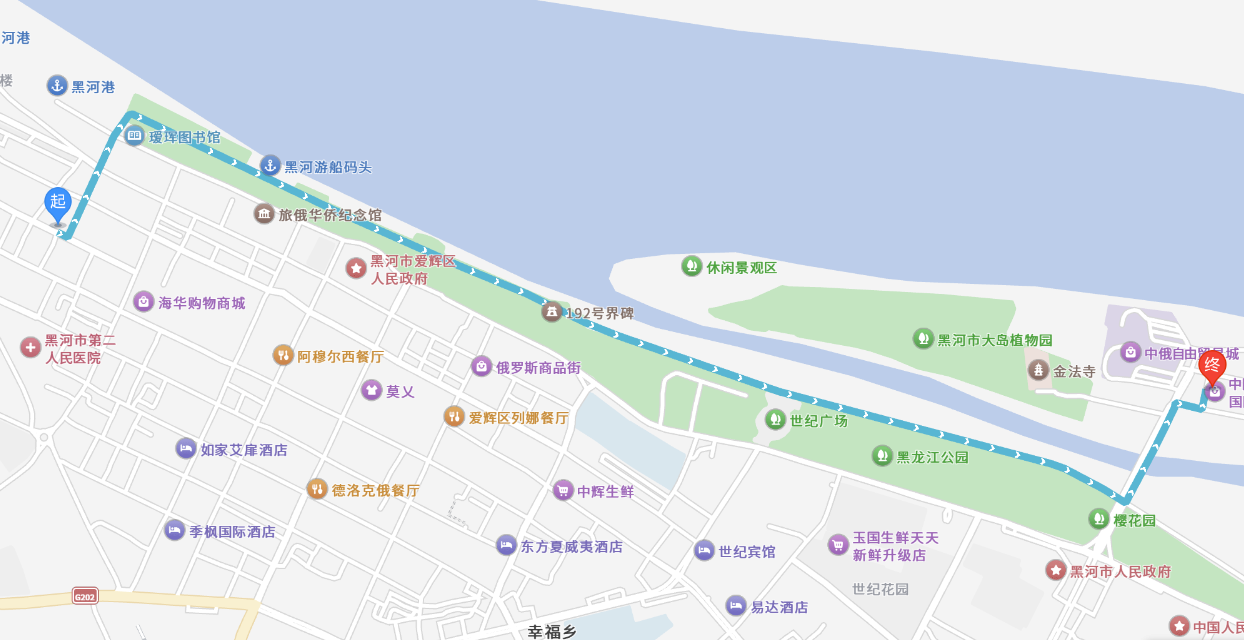 河港
楼
黑河港
瑷珲图书馆
黑河游船码头
起
旅俄华侨纪念馆
黑河市爱辉区
人民政府
休闲景观区
海华购物商城
192号界碑
黑河市第二
人民医院
阿穆尔西餐厅
俄罗斯商品街
黑河市大岛植物园
中俄自由贸易城
终
金法寺
莫乂
中
国
爱辉区列娜餐厅
世纪广场
如家艾扉酒店
黑龙江公园
德洛克俄餐厅
中辉生鲜
樱花园
季枫国际酒店
东方夏威夷酒店
世纪宾馆
玉国生鲜天天
新鲜升级店
黑河市人民政府
世纪花园
G202
易达酒店
幸福乡
中国人民